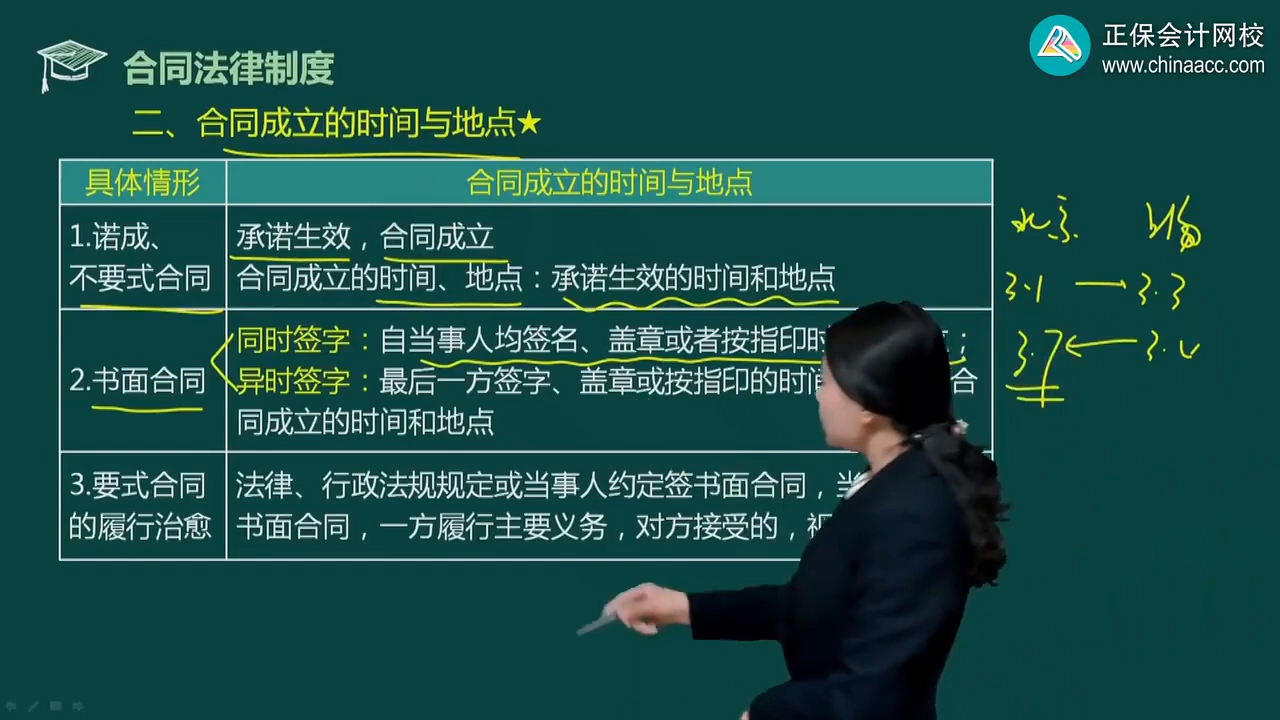 正保会计网校
www.chinaacc.com
合同法律制度
二、合同成立的时间与地点★
具体情形
合同成立的时间与地点
1.诺成、
不要式合同
承诺生效，合同成立
合同成立的时间、地点：承诺生效的时间和地点
2.书面合同
同时签字：自当事人均签名、盖章或者按指印时
；
异时签字：最后一方签字、盖章或按指印的时间
合
同成立的时间和地点
3.要式合同
的履行治愈
法律、行政法规规定或当事人约定签书面合同，当
书面合同，一方履行主要义务，对方接受的，视
北京
3.1 → 3.3
3.7 ←